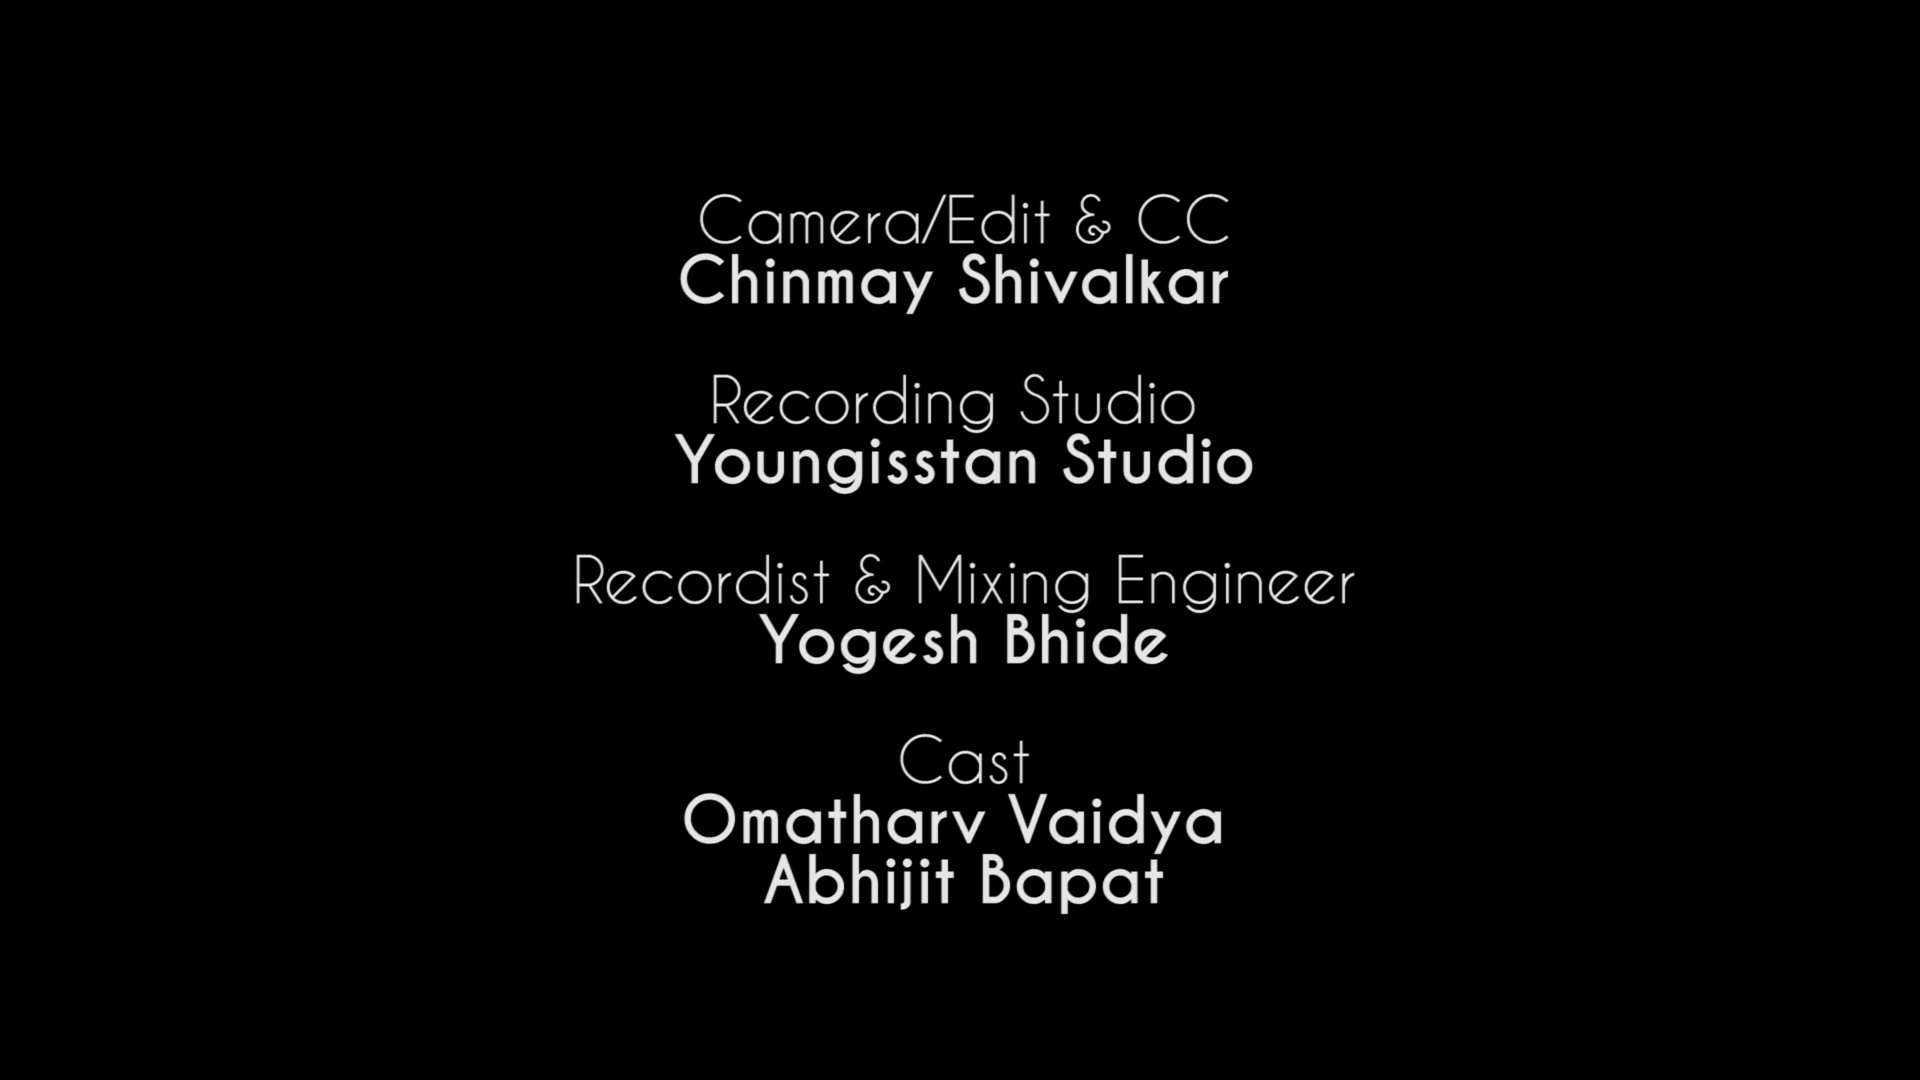 Camera/Edit & CC
Chinmay Shivalkar
Recording Studio
Youngisstan Studio
Recordist & Mixing Engineer
Yogesh Bhide
Cast
Omatharv Vaidya
Abhijit Bapat